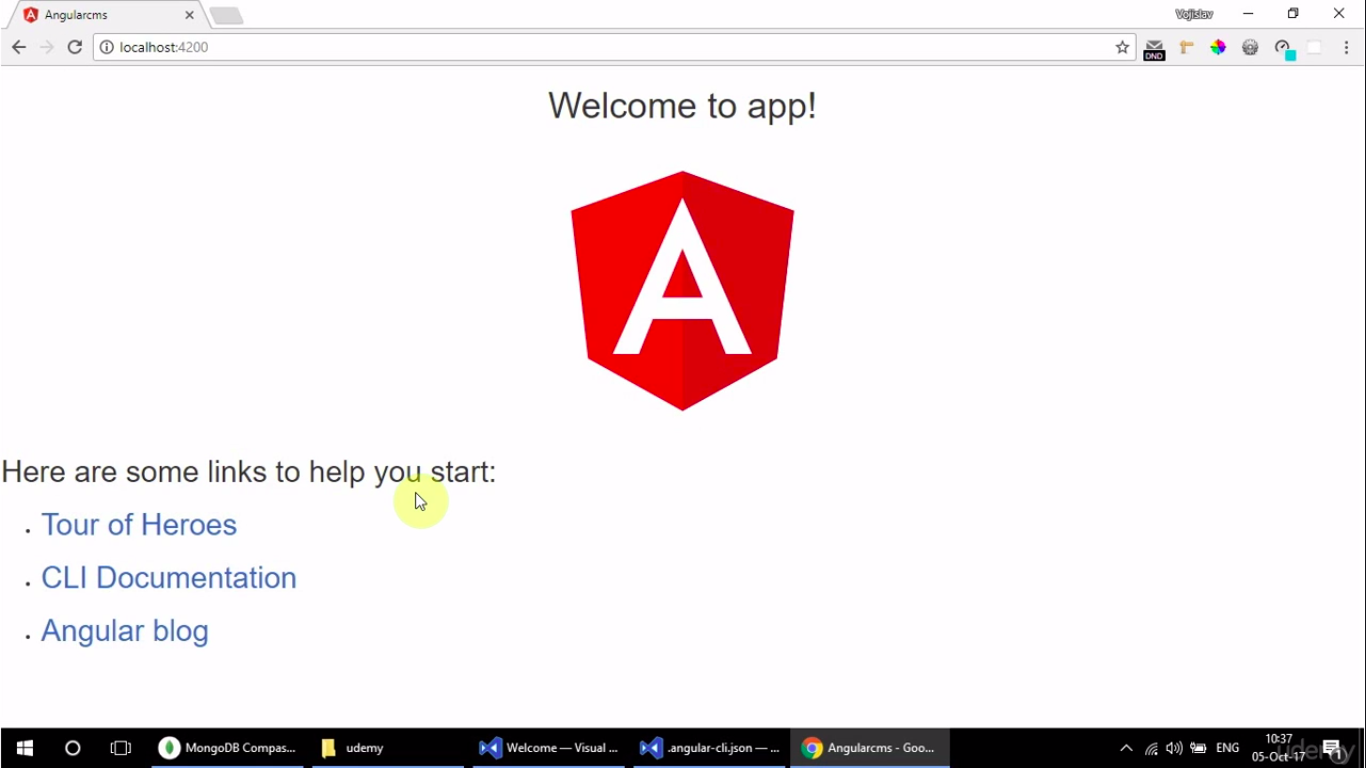 Angularcms
Vojislav
localhost:4200
DND
Welcome to app!
A
Here are some links to help you start:
Tour of Heroes
CLI Documentation
Angular blog
MongoDB Compas...
udemy
Welcome — Visual ...
.angular-cli.json — ...
Angularcms - Goo...
ENG
10:37
05-Oct-17
1
udemy